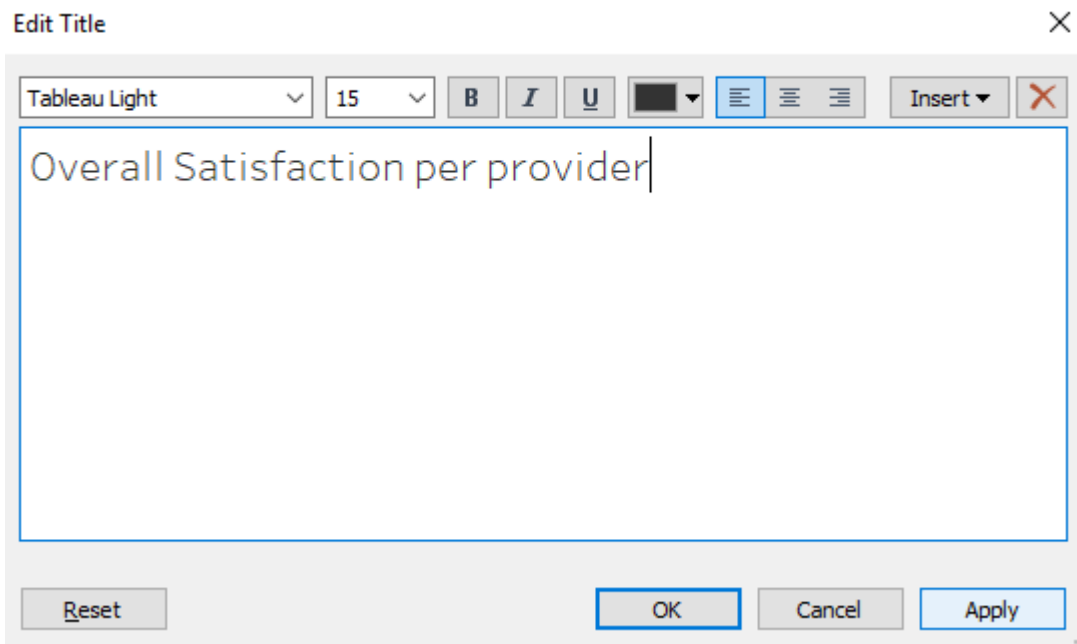 Edit Title
Tableau Light 15 B I U Insert
Overall Satisfaction per provider
Reset OK Cancel Apply